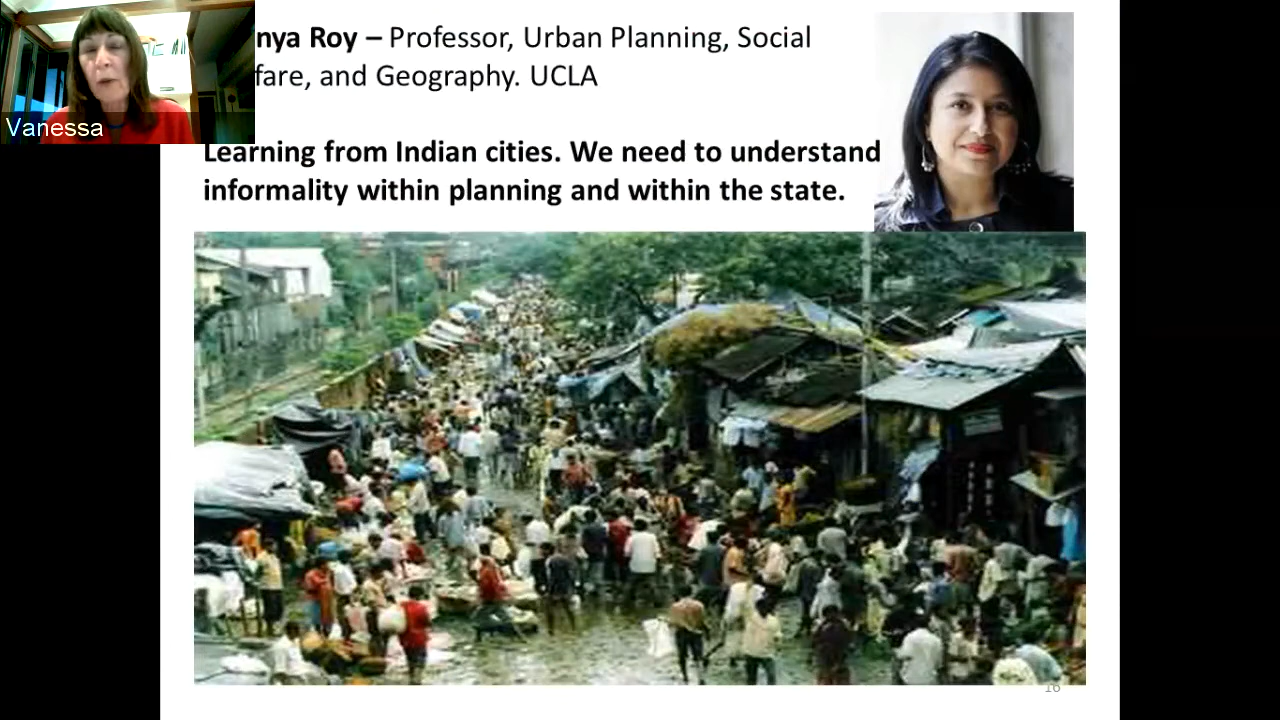 nya Roy – Professor, Urban Planning, Social
fare, and Geography. UCLA
Vanessa
Learning from Indian cities. We need to understand
informality within planning and within the state.
16